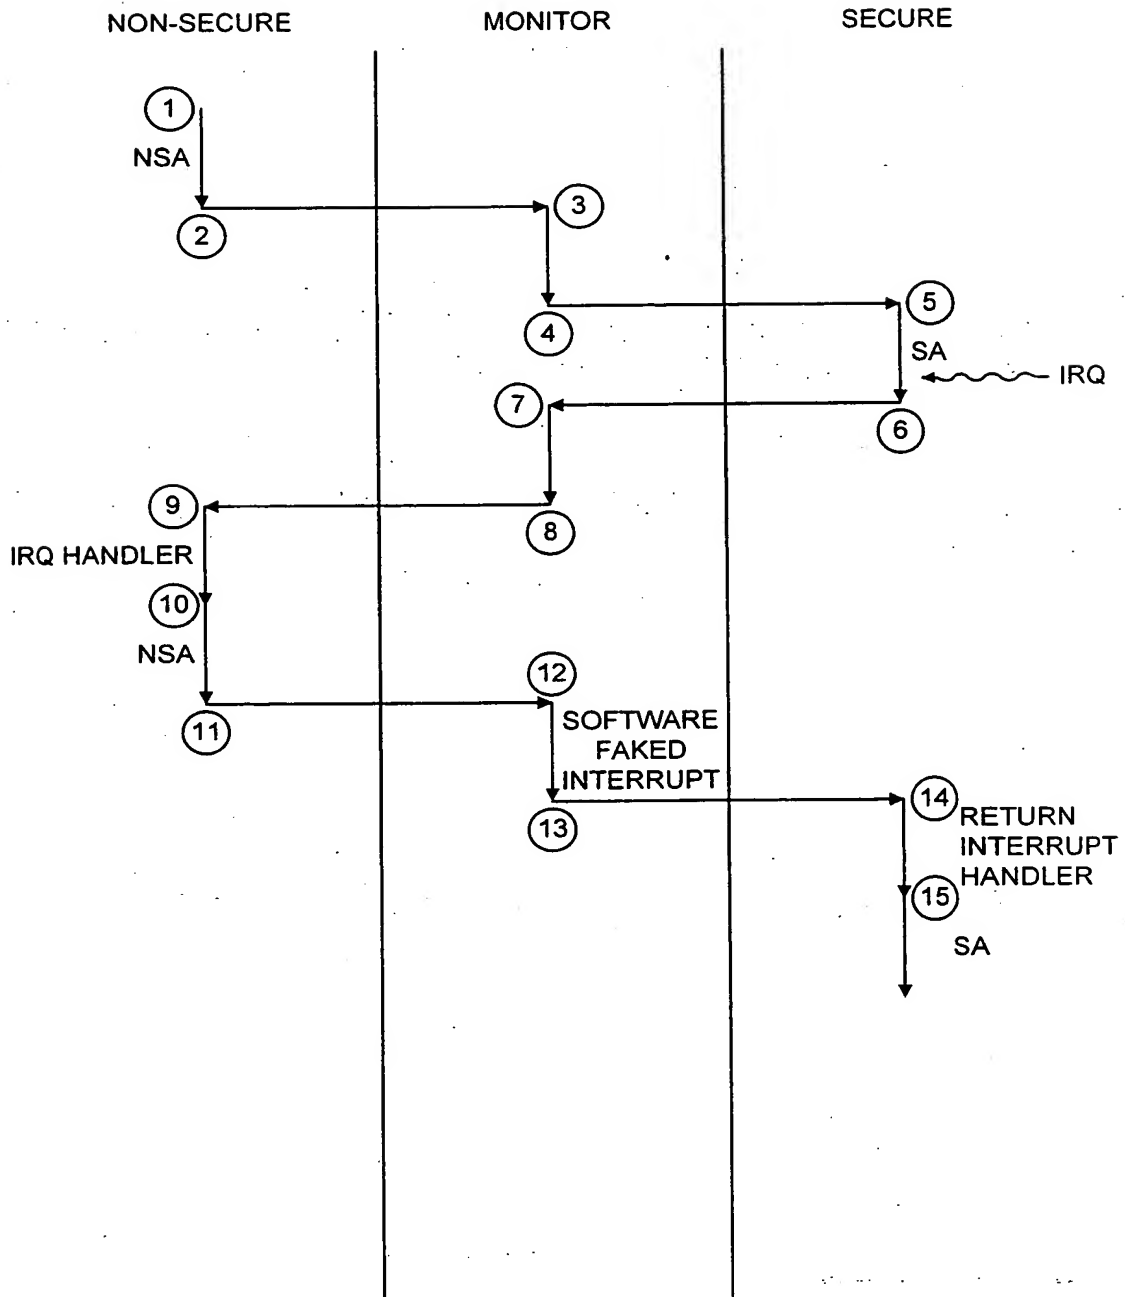 NON-SECURE MONITOR SECURE
1
NSA
2
3
4
5
SA
IRQ
6
7
8
9
IRQ HANDLER
10
NSA
11
12
SOFTWARE
FAKED
INTERRUPT
13
14
RETURN
INTERRUPT
HANDLER
15
SA